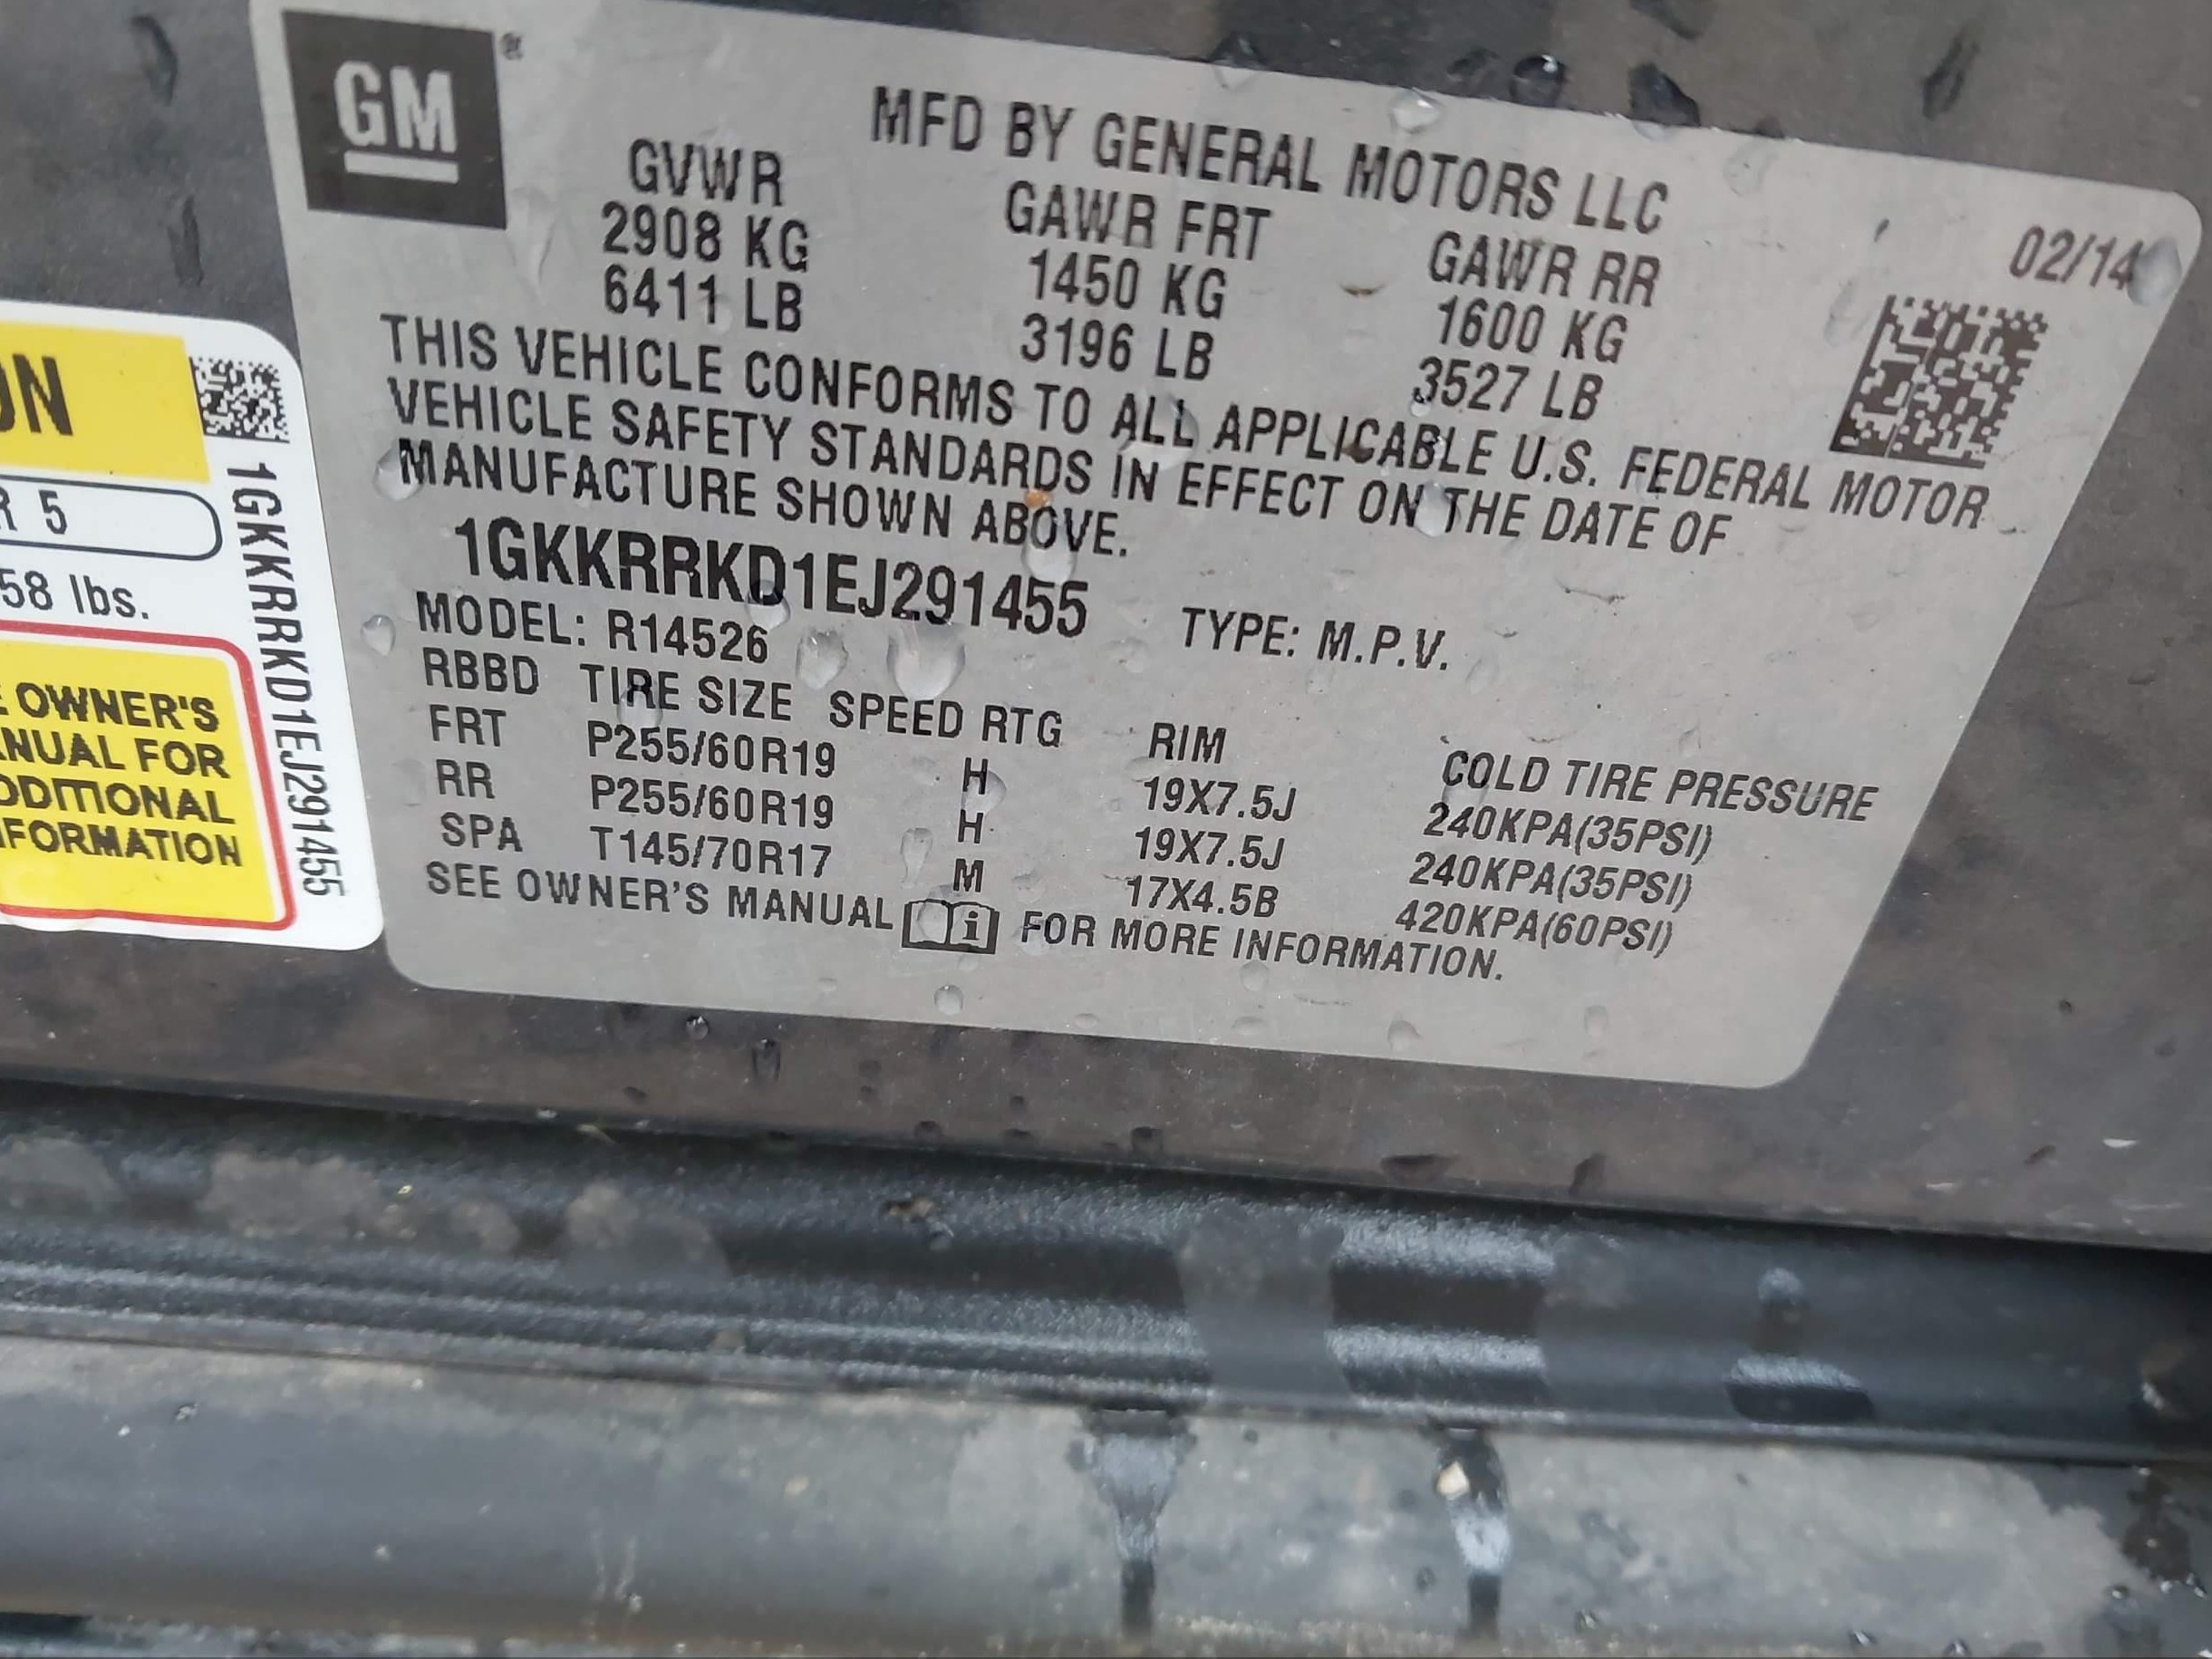 GM ®
MFD BY GENERAL MOTORS LLC
02/14
GVWR GAWR FRT GAWR RR
2908 KG 1450 KG 1600 KG
6411 LB 3196 LB 3527 LB
THIS VEHICLE CONFORMS TO ALL APPLICABLE U.S. FEDERAL MOTOR
VEHICLE SAFETY STANDARDS IN EFFECT ON THE DATE OF
MANUFACTURE SHOWN ABOVE.
1GKKRRKD1EJ291455 TYPE: M.P.V.
MODEL: R14526
RBBD TIRE SIZE SPEED RTG RIM COLD TIRE PRESSURE
FRT P255/60R19 H 19X7.5J 240KPA(35PSI)
RR P255/60R19 H 19X7.5J 240KPA(35PSI)
SPA T145/70R17 M 17X4.5B 420KPA(60PSI)
SEE OWNER'S MANUAL i FOR MORE INFORMATION.
R 5
58 lbs.
OWNER'S
FOR
1GKKRRKD1EJ291455